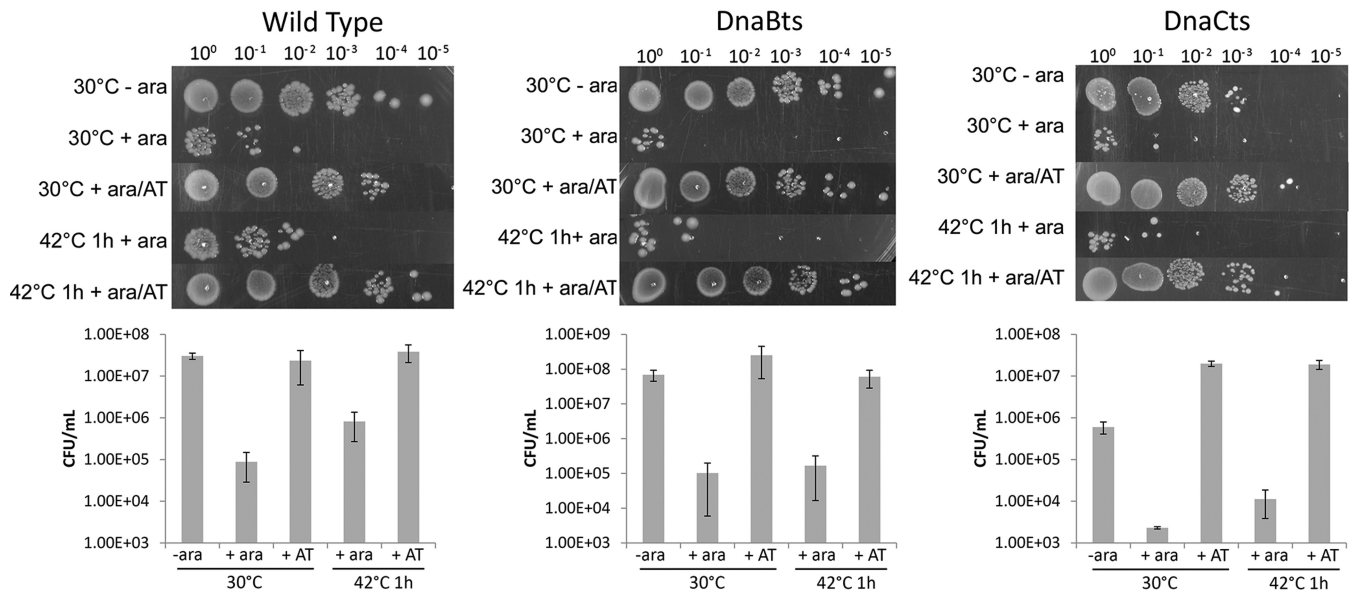 Wild Type
10⁰ 10⁻¹ 10⁻² 10⁻³ 10⁻⁴ 10⁻⁵
30°C - ara
30°C + ara
30°C + ara/AT
42°C 1h + ara
42°C 1h + ara/AT
DnaBts
10⁰ 10⁻¹ 10⁻² 10⁻³ 10⁻⁴ 10⁻⁵
30°C - ara
30°C + ara
30°C + ara/AT
42°C 1h+ ara
42°C 1h + ara/AT
DnaCts
10⁰ 10⁻¹ 10⁻² 10⁻³ 10⁻⁴ 10⁻⁵
30°C - ara
30°C + ara
30°C + ara/AT
42°C 1h + ara
42°C 1h + ara/AT
CFU/mL
1.00E+08
1.00E+07
1.00E+06
1.00E+05
1.00E+04
1.00E+03
-ara + ara + AT + ara + AT
30°C 42°C 1h
CFU/mL
1.00E+09
1.00E+08
1.00E+07
1.00E+06
1.00E+05
1.00E+04
1.00E+03
-ara + ara + AT + ara + AT
30°C 42°C 1h
CFU/mL
1.00E+08
1.00E+07
1.00E+06
1.00E+05
1.00E+04
1.00E+03
-ara + ara + AT + ara + AT
30°C 42°C 1h